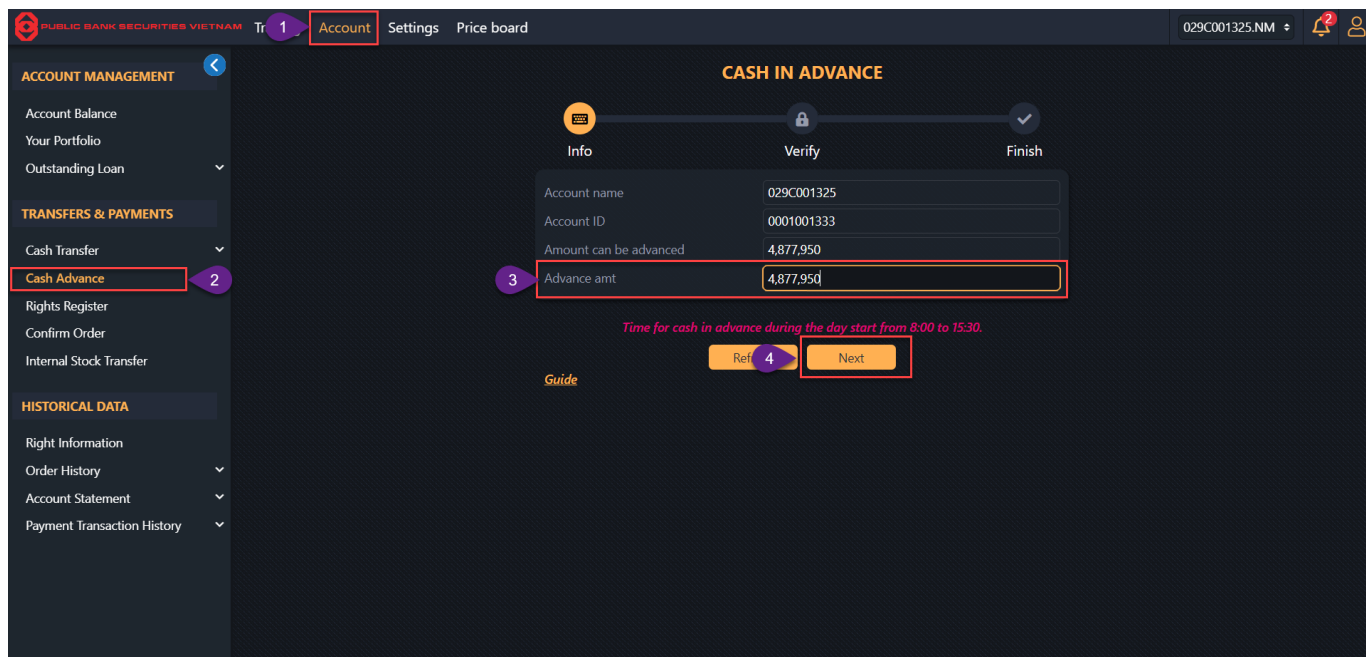 PUBLIC BANK SECURITIES VIETNAM
1
Account
Settings
Price board
029C001325.NM
2
ACCOUNT MANAGEMENT
Account Balance
Your Portfolio
Outstanding Loan
TRANSFERS & PAYMENTS
Cash Transfer
Cash Advance
2
Rights Register
Confirm Order
Internal Stock Transfer
HISTORICAL DATA
Right Information
Order History
Account Statement
Payment Transaction History
CASH IN ADVANCE
Info
Verify
Finish
Account name
029C001325
Account ID
0001001333
Amount can be advanced
4,877,950
3
Advance amt
4,877,950
Time for cash in advance during the day start from 8:00 to 15:30.
4
Next
Guide